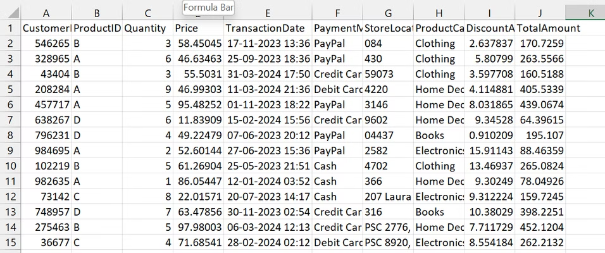 Formula Bar
A B C D E F G H I J K
1 CustomerI ProductID Quantity Price TransactionDate PaymentM StoreLocat ProductCa DiscountA TotalAmount
2 546265 B 3 58.45045 17-11-2023 13:36 PayPal 084 Clothing 2.637837 170.7259
3 328965 A 6 46.63463 25-09-2023 18:36 PayPal 430 Clothing 5.80799 263.5566
4 43404 B 3 55.5031 31-03-2024 17:50 Credit Car 59073 Clothing 3.597708 160.5188
5 208284 A 9 46.99303 11-03-2024 21:36 Debit Card 4220 Home Dec 4.114881 405.5339
6 457717 A 5 95.48252 01-11-2023 18:22 PayPal 3146 Home Dec 8.031865 439.0674
7 638267 D 6 11.83909 15-02-2024 15:56 Credit Car 9602 Home Dec 9.34528 64.39615
8 796231 D 4 49.22479 07-06-2023 20:12 PayPal 04437 Books 0.910209 195.107
9 984695 A 2 52.60144 27-06-2023 15:36 PayPal 2582 Electronics 15.91143 88.46359
10 102219 B 5 61.26904 25-05-2023 21:51 Cash 4702 Clothing 13.46937 265.0824
11 982635 A 1 86.05447 12-01-2024 03:52 Cash 366 Home Dec 9.30249 78.04926
12 73142 C 8 22.01571 20-07-2023 14:17 Cash 207 Laura Electronics 9.312224 159.7245
13 748957 D 7 63.47856 30-11-2023 02:54 Credit Car 316 Books 10.38029 398.2251
14 275463 B 5 97.98003 06-03-2024 12:13 Credit Car PSC 2776, Home Dec 7.711729 452.1204
15 36677 C 4 71.68541 28-02-2024 02:12 Debit Card PSC 8920, Electronics 8.554184 262.2132